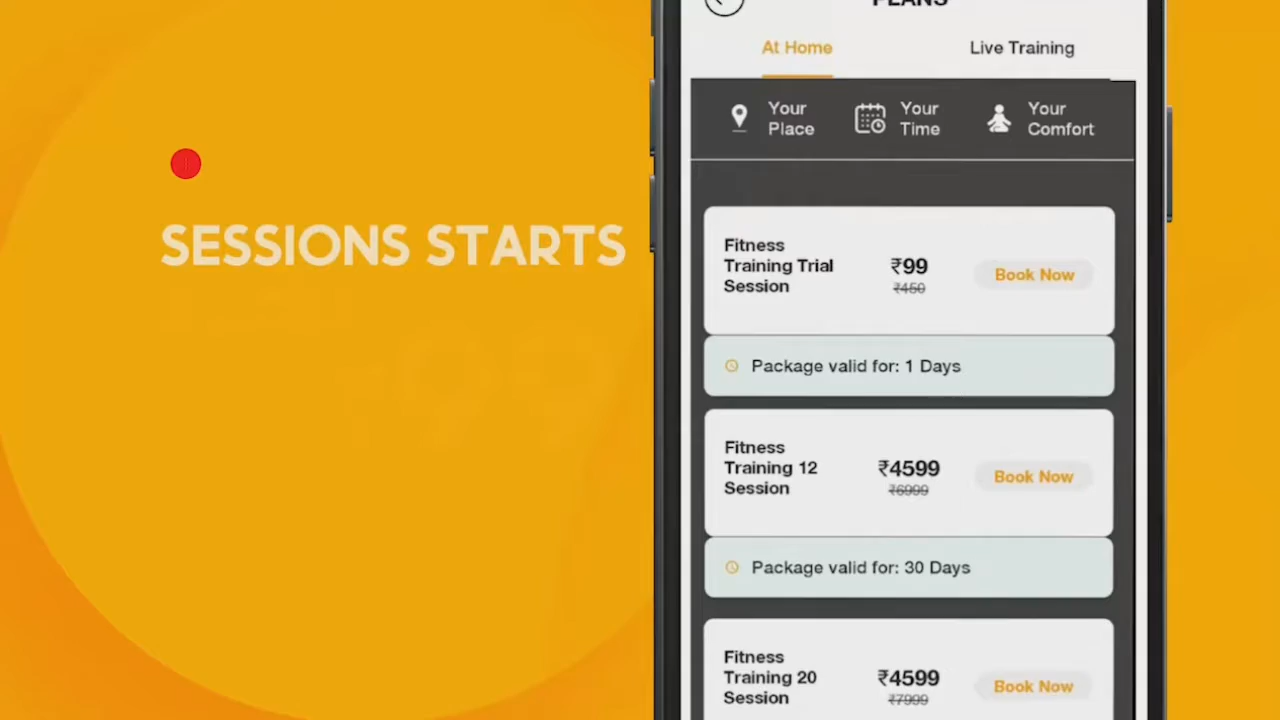 SESSIONS STARTS
PLANS
At Home
Live Training
Your
Place
Your
Time
Your
Comfort
Fitness
Training Trial
Session
₹99
₹450
Book Now
Package valid for: 1 Days
Fitness
Training 12
Session
₹4599
₹6999
Book Now
Package valid for: 30 Days
Fitness
Training 20
Session
₹4599
₹7999
Book Now